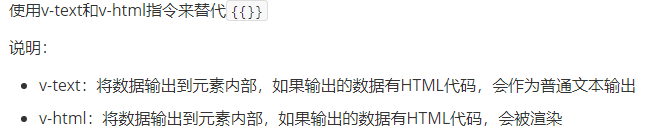 使用v-text和v-html指令来替代{{}}
说明：
• v-text：将数据输出到元素内部，如果输出的数据有HTML代码，会作为普通文本输出
• v-html：将数据输出到元素内部，如果输出的数据有HTML代码，会被渲染